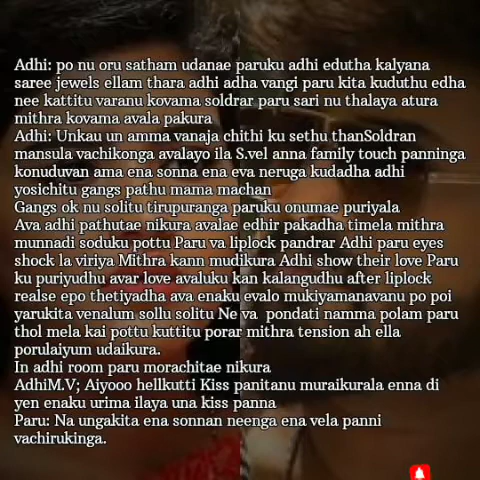 Adhi: po nu oru satham udanae paruku adhi edutha kalyana
saree jewels ellam thara adhi adha vangi paru kita kuduthu edha
nee kattitu varanu kovama soldrar paru sari nu thalaya atura
mithra kovama avala pakura
Adhi: Unkau un amma vanaja chithi ku sethu thanSoldran
mansula vachikonga avalayo ila S.vel anna family touch panninga
konuduvan ama ena sonna ena eva neruga kudadha adhi
yosichitu gangs pathu mama machan
Gangs ok nu solitu tirupuranga paruku onumae puriyala
Ava adhi pathutae nikura avalae edhir pakadha timela mithra
munnadi soduku pottu Paru va liplock pandrar Adhi paru eyes
shock la viriya Mithra kann mudikura Adhi show their love Paru
ku puriyudhu avar love avaluku kan kalangudhu after liplock
realse epo thetiyadha ava enaku evalo mukiyamanavanu po poi
yarukita venalum sollu solitu Ne va  pondati namma polam paru
thol mela kai pottu kuttitu porar mithra tension ah ella
porulaiyum udaikura.
In adhi room paru morachitae nikura
AdhiM.V; Aiyooo hellkutti Kiss panitanu muraikurala enna di
yen enaku urima ilaya una kiss panna
Paru: Na ungakita ena sonnan neenga ena vela panni
vachirukinga.